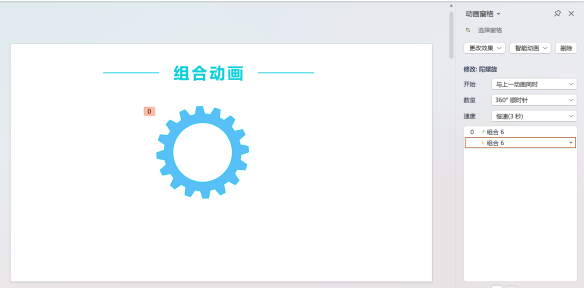 组合动画
0
动画窗格
选择窗格
更改效果
智能动画
删除
修改: 陀螺旋
开始
与上一动画同时
数量
360° 顺时针
速度
慢速(3 秒)
0 组合 6
组合 6